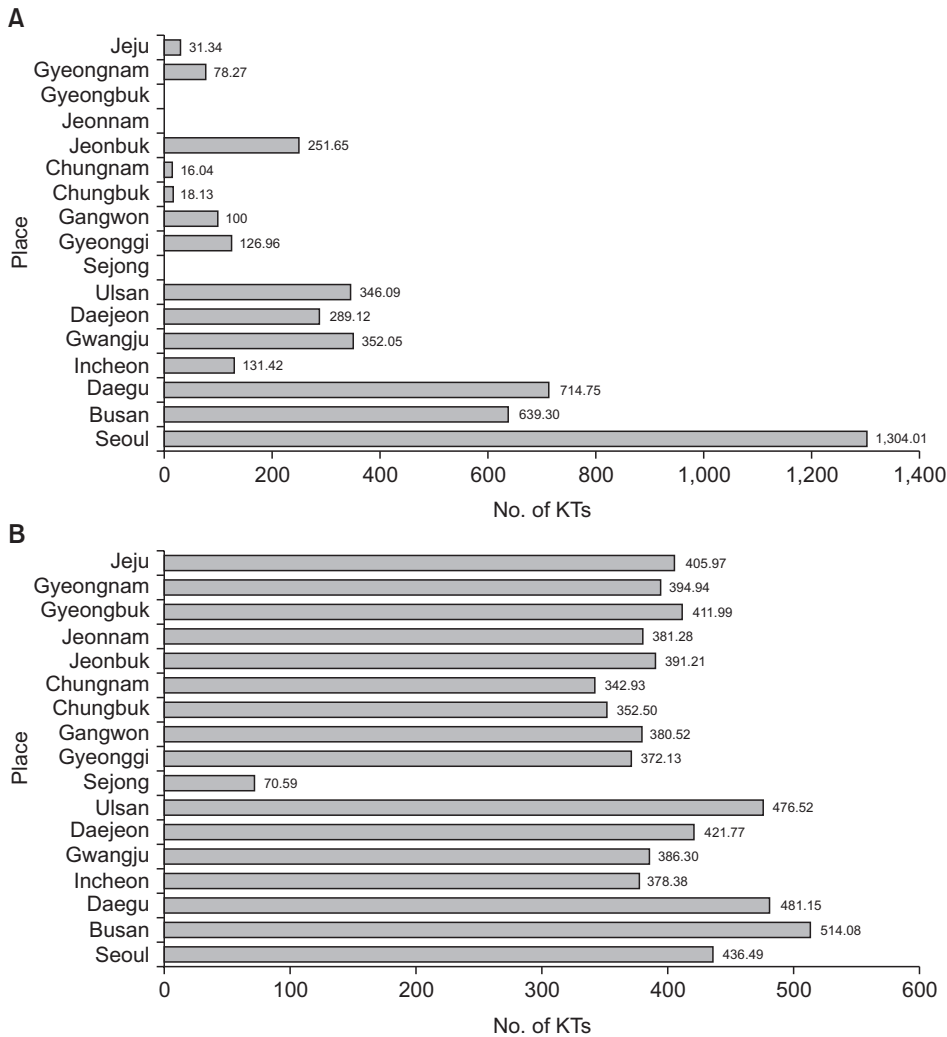 A
Jeju 31.34
Gyeongnam 78.27
Gyeongbuk
Jeonnam
Jeonbuk 251.65
Chungnam 16.04
Chungbuk 18.13
Gangwon 100
Gyeonggi 126.96
Sejong
Ulsan 346.09
Daejeon 289.12
Gwangju 352.05
Incheon 131.42
Daegu 714.75
Busan 639.30
Seoul 1,304.01
Place
0 200 400 600 800 1,000 1,200 1,400
No. of KTs
B
Jeju 405.97
Gyeongnam 394.94
Gyeongbuk 411.99
Jeonnam 381.28
Jeonbuk 391.21
Chungnam 342.93
Chungbuk 352.50
Gangwon 380.52
Gyeonggi 372.13
Sejong 70.59
Ulsan 476.52
Daejeon 421.77
Gwangju 386.30
Incheon 378.38
Daegu 481.15
Busan 514.08
Seoul 436.49
Place
0 100 200 300 400 500 600
No. of KTs